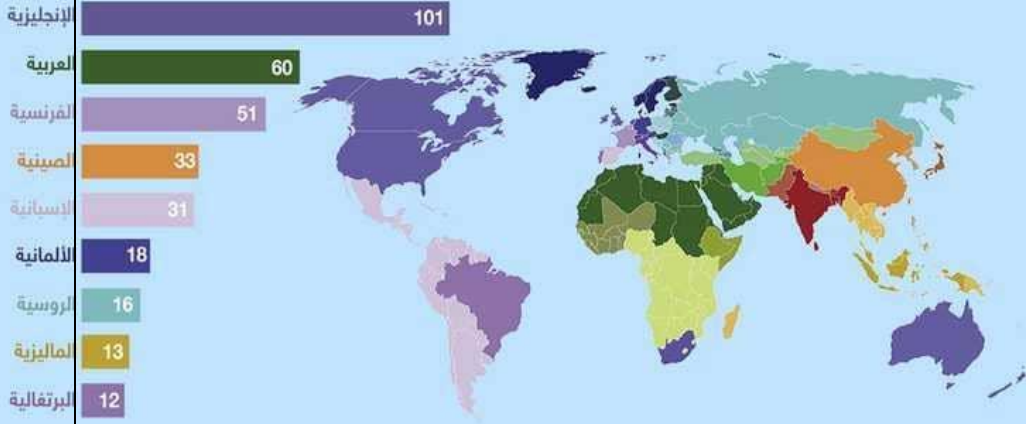 الإنجليزية 101
العربية 60
الفرنسية 51
الصينية 33
الإسبانية 31
الألمانية 18
الروسية 16
الماليزية 13
البرتغالية 12